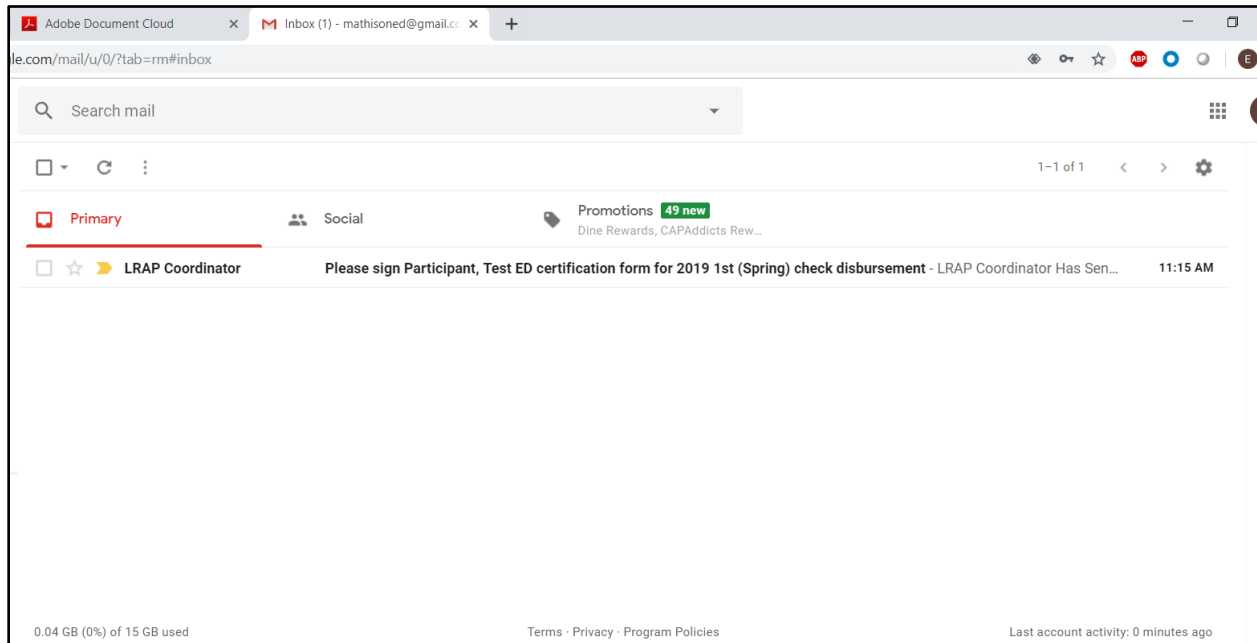 Adobe Document Cloud
Inbox (1) - mathisoned@gmail.cc
le.com/mail/u/0/?tab=rm#inbox
ABP
E
Search mail
1–1 of 1
Primary
Social
Promotions 49 new
Dine Rewards, CAPAddicts Rew...
LRAP Coordinator Please sign Participant, Test ED certification form for 2019 1st (Spring) check disbursement - LRAP Coordinator Has Sen... 11:15 AM
0.04 GB (0%) of 15 GB used
Terms · Privacy · Program Policies
Last account activity: 0 minutes ago